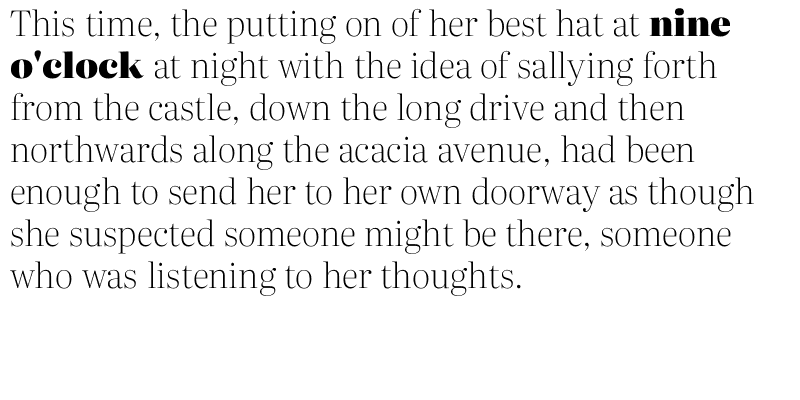 This time, the putting on of her best hat at nine
o'clock at night with the idea of sallying forth
from the castle, down the long drive and then
northwards along the acacia avenue, had been
enough to send her to her own doorway as though
she suspected someone might be there, someone
who was listening to her thoughts.